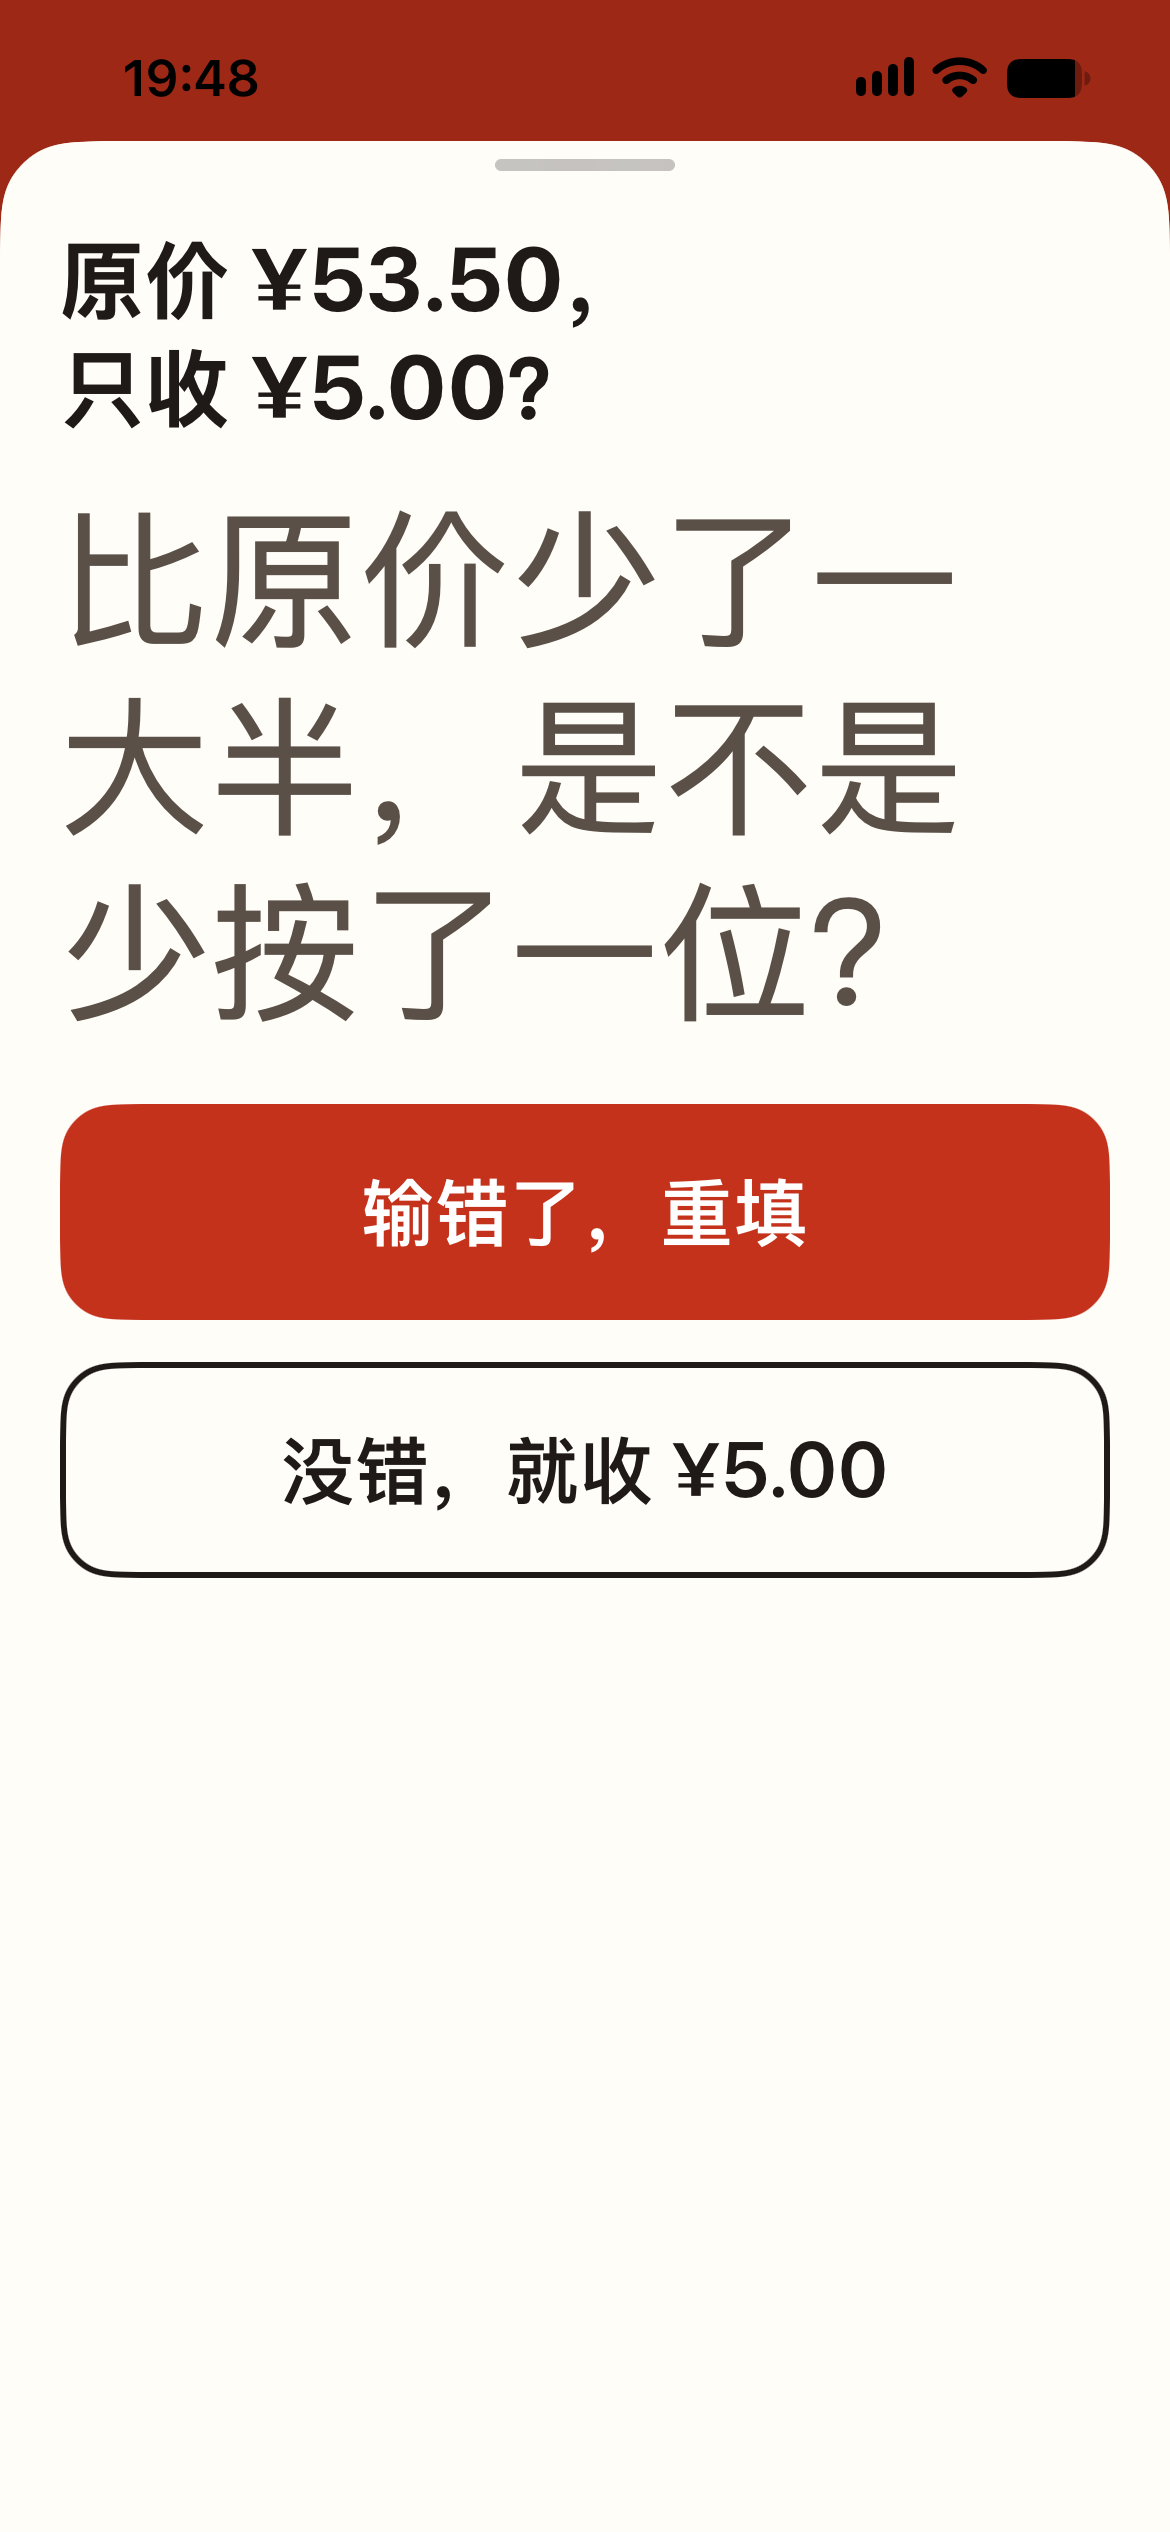 19:48
原价 ¥53.50，
只收 ¥5.00?
比原价少了一
大半，是不是
少按了一位?
输错了，重填
没错，就收 ¥5.00